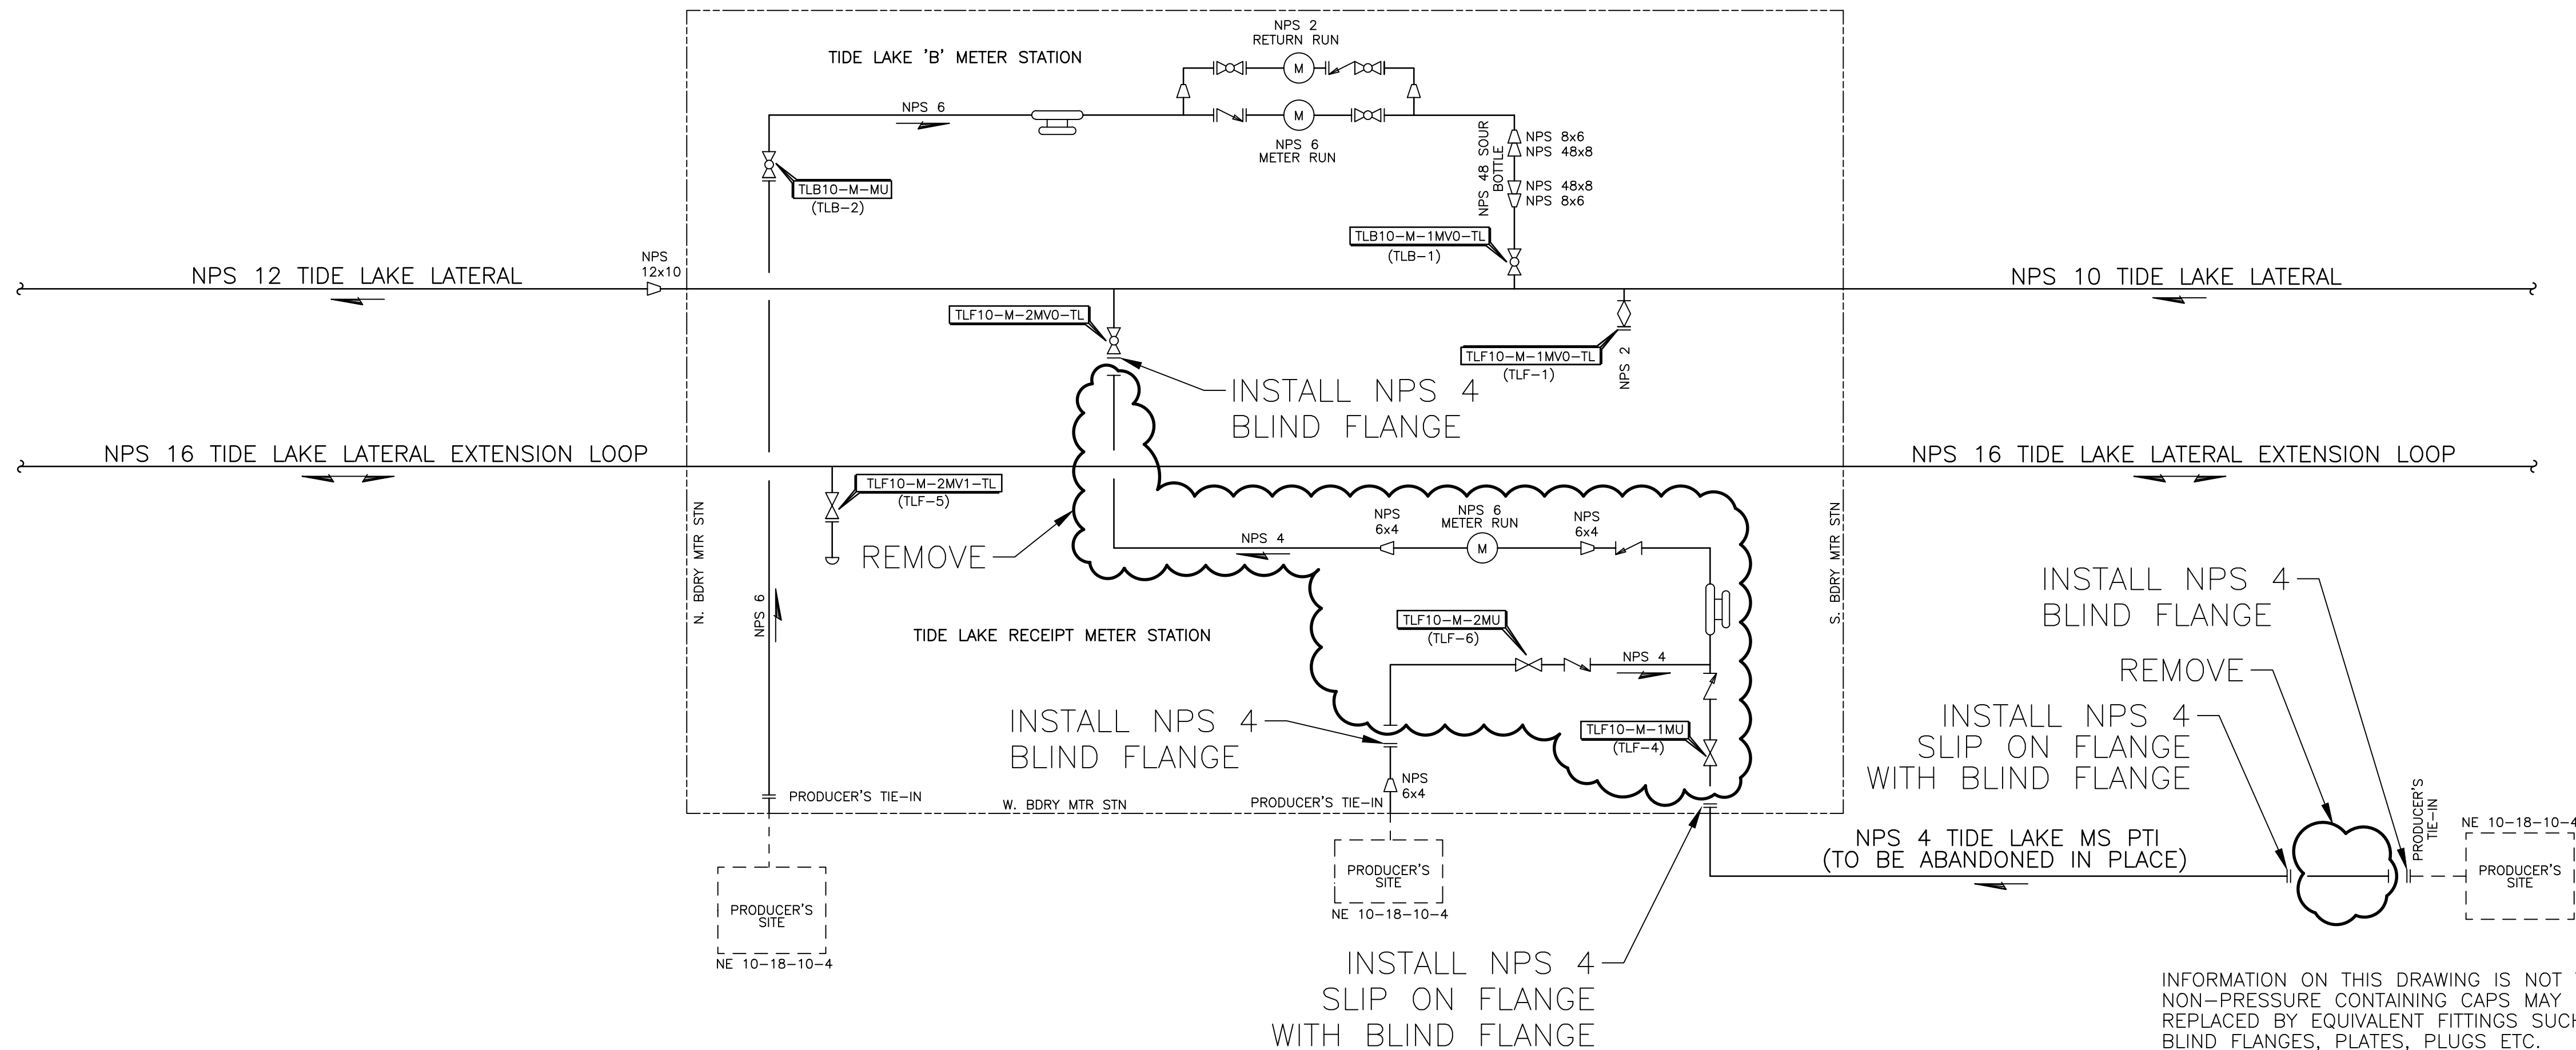 NPS 2
RETURN RUN
TIDE LAKE 'B' METER STATION
M
NPS 6
M
NPS 6
METER RUN
NPS 48 SOUR
BOTTLE
NPS 8x6
NPS 48x8
NPS 48x8
NPS 8x6
TLB10-M-MU
(TLB-2)
TLB10-M-1MV0-TL
(TLB-1)
NPS
12x10
NPS 12 TIDE LAKE LATERAL
NPS 10 TIDE LAKE LATERAL
TLF10-M-2MV0-TL
TLF10-M-1MV0-TL
(TLF-1)
NPS 2
INSTALL NPS 4
BLIND FLANGE
NPS 16 TIDE LAKE LATERAL EXTENSION LOOP
NPS 16 TIDE LAKE LATERAL EXTENSION LOOP
TLF10-M-2MV1-TL
(TLF-5)
N. BDRY MTR STN
S. BDRY MTR STN
REMOVE
NPS 4
NPS
6x4
NPS 6
METER RUN
M
NPS
6x4
NPS 6
TIDE LAKE RECEIPT METER STATION
TLF10-M-2MU
(TLF-6)
NPS 4
INSTALL NPS 4
BLIND FLANGE
TLF10-M-1MU
(TLF-4)
NPS
6x4
PRODUCER'S TIE-IN
W. BDRY MTR STN
PRODUCER'S TIE-IN
INSTALL NPS 4
BLIND FLANGE
REMOVE
INSTALL NPS 4
SLIP ON FLANGE
WITH BLIND FLANGE
PRODUCER'S
TIE-IN
NE 10-18-10-4
PRODUCER'S
SITE
NPS 4 TIDE LAKE MS PTI
(TO BE ABANDONED IN PLACE)
PRODUCER'S
SITE
NE 10-18-10-4
PRODUCER'S
SITE
NE 10-18-10-4
INSTALL NPS 4
SLIP ON FLANGE
WITH BLIND FLANGE
INFORMATION ON THIS DRAWING IS NOT
NON-PRESSURE CONTAINING CAPS MAY
REPLACED BY EQUIVALENT FITTINGS SUCH
BLIND FLANGES, PLATES, PLUGS ETC.